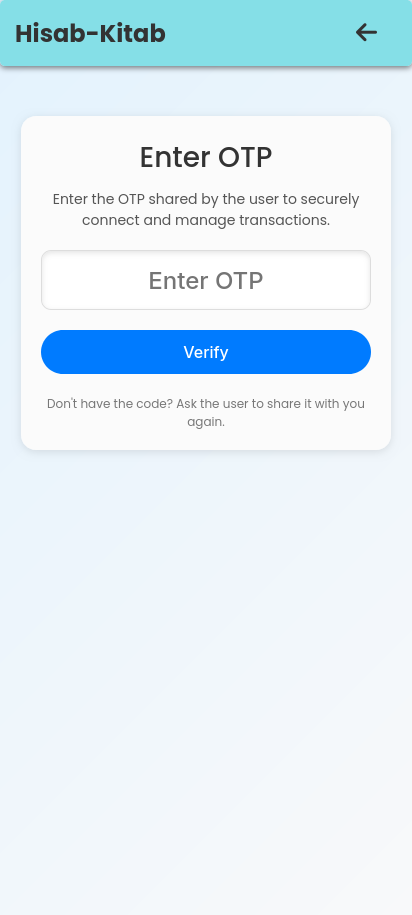 Hisab-Kitab
Enter OTP
Enter the OTP shared by the user to securely
connect and manage transactions.
Enter OTP
Verify
Don't have the code? Ask the user to share it with you
again.